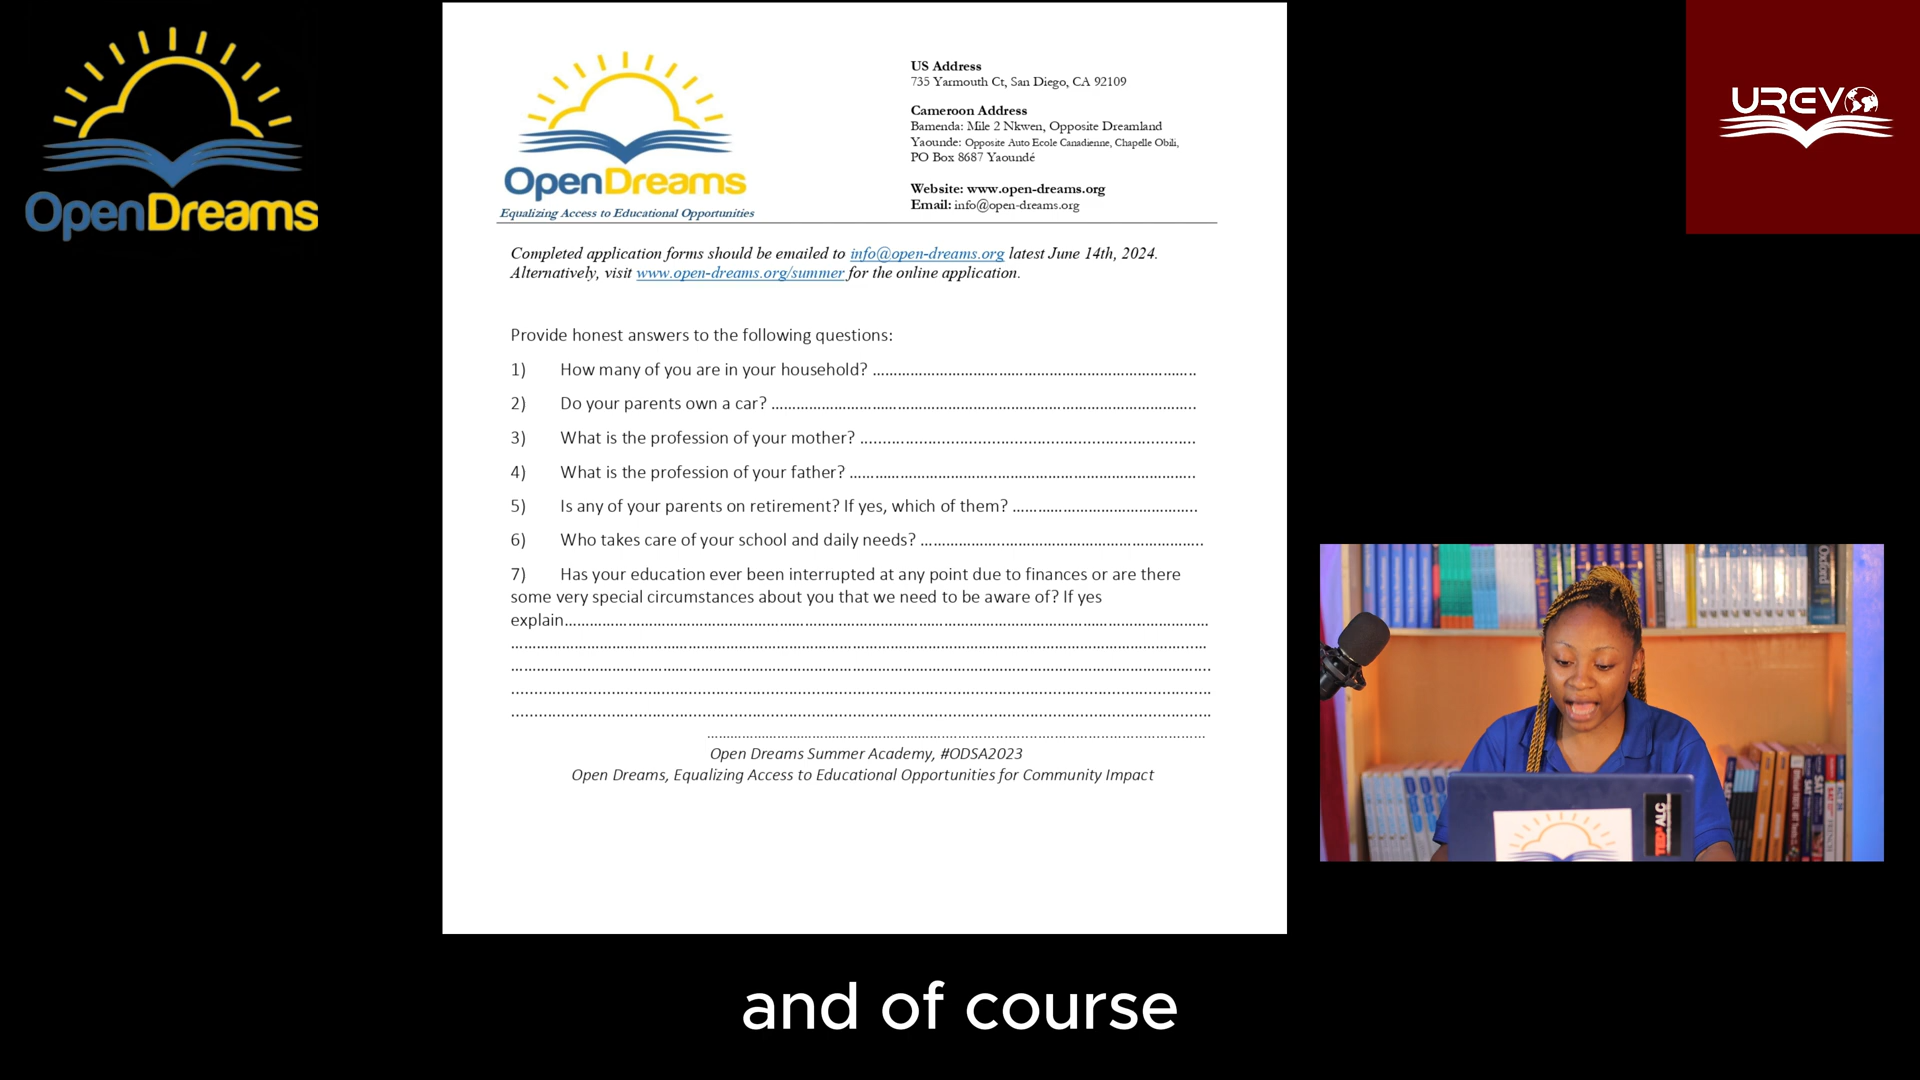 OpenDreams
OpenDreams
Equalizing Access to Educational Opportunities
US Address
735 Yarmouth Ct, San Diego, CA 92109
Cameroon Address
Bamenda: Mile 2 Nkwen, Opposite Dreamland
Yaounde: Opposite Auto Ecole Canadienne, Chapelle Obili,
PO Box 8687 Yaoundé
Website: www.open-dreams.org
Email: info@open-dreams.org
UREVO
Completed application forms should be emailed to info@open-dreams.org latest June 14th, 2024.
Alternatively, visit www.open-dreams.org/summer for the online application.
Provide honest answers to the following questions:
1) How many of you are in your household? ……………………………………………………………
2) Do your parents own a car? ……………………………………………………………………………
3) What is the profession of your mother? ……………………………………………………………
4) What is the profession of your father? ……………………………………………………………
5) Is any of your parents on retirement? If yes, which of them? …………………………………
6) Who takes care of your school and daily needs? …………………………………………………
7) Has your education ever been interrupted at any point due to finances or are there
some very special circumstances about you that we need to be aware of? If yes
explain……………………………………………………………………………………………………
Open Dreams Summer Academy, #ODSA2023
Open Dreams, Equalizing Access to Educational Opportunities for Community Impact
Oxford
TEDxALC
and of course